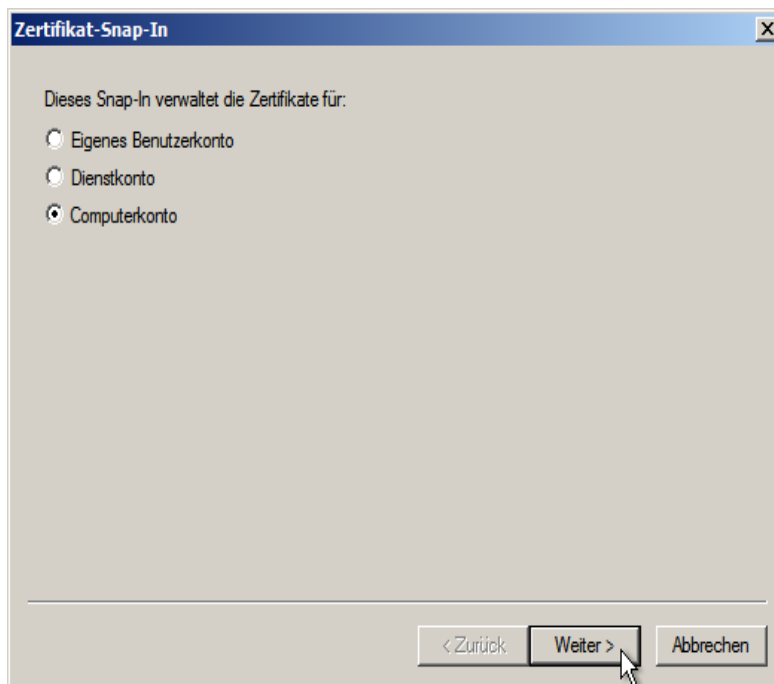 Zertifikat-Snap-In
Dieses Snap-In verwaltet die Zertifikate für:
Eigenes Benutzerkonto
Dienstkonto
Computerkonto
< Zurück
Weiter >
Abbrechen